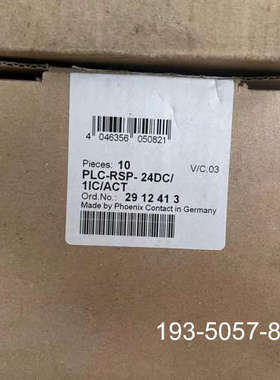 4 046356 050821
Pieces: 10 V/C.03
PLC-RSP- 24DC/
1IC/ACT
Ord.No.: 29 12 41 3
Made by Phoenix Contact in Germany
193-5057-8